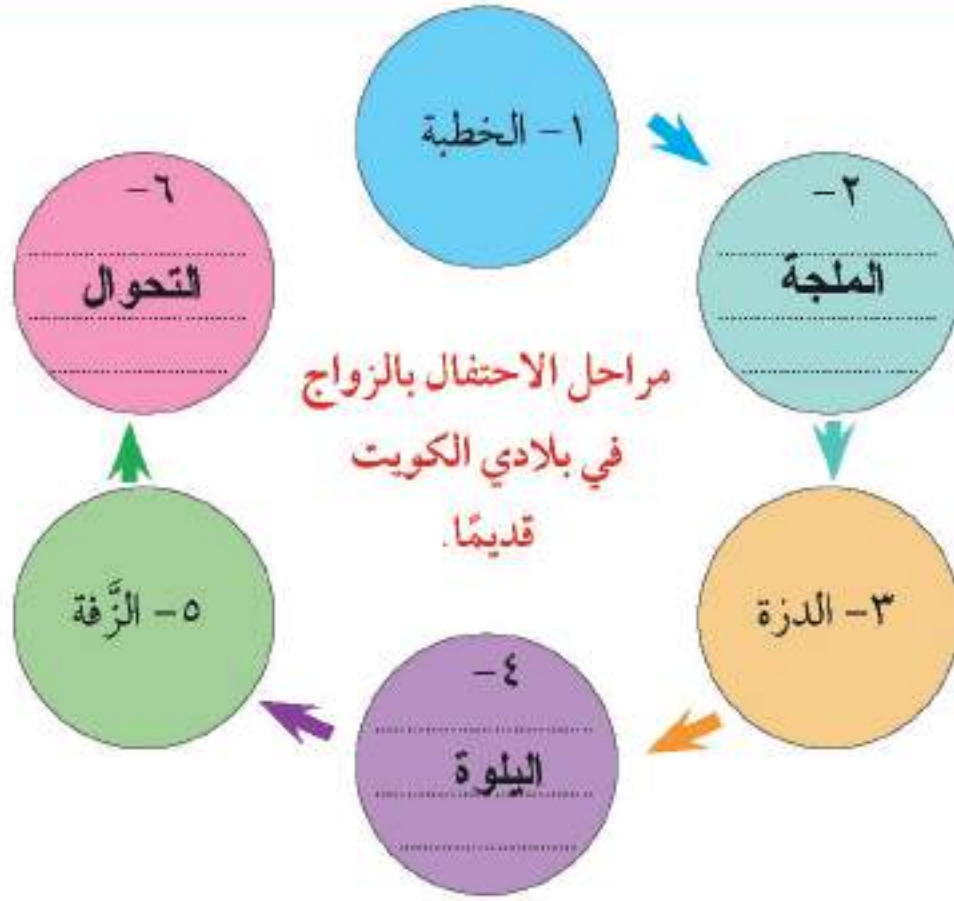 ١- الخطبة
٢-
الملجة
٣- الدزة
٤-
اليلوة
٥- الزَّفة
٦-
التحوال
مراحل الاحتفال بالزواج
في بلادي الكويت
قديمًا.